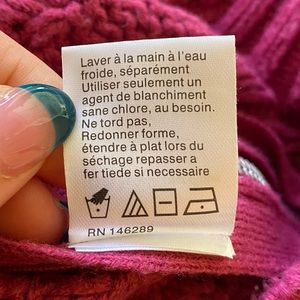 Laver à la main à l'eau
froide, séparément
Utiliser seulement un
agent de blanchiment
sans chlore, au besoin.
Ne tord pas,
Redonner forme,
étendre à plat lors du
séchage repasser a
fer tiede si necessaire
RN 146289